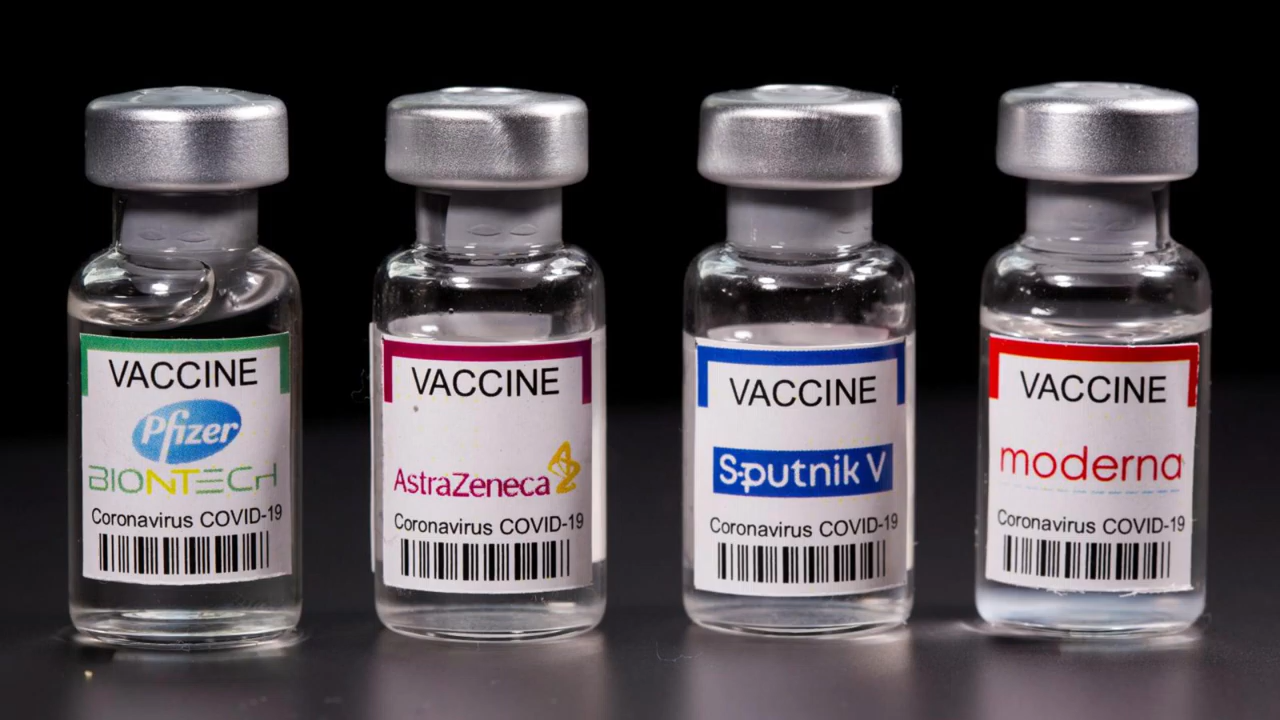 VACCINE
Pfizer
BIONTECH
Coronavirus COVID-19
VACCINE
AstraZeneca
Coronavirus COVID-19
VACCINE
Sputnik V
Coronavirus COVID-19
VACCINE
moderna
Coronavirus COVID-19